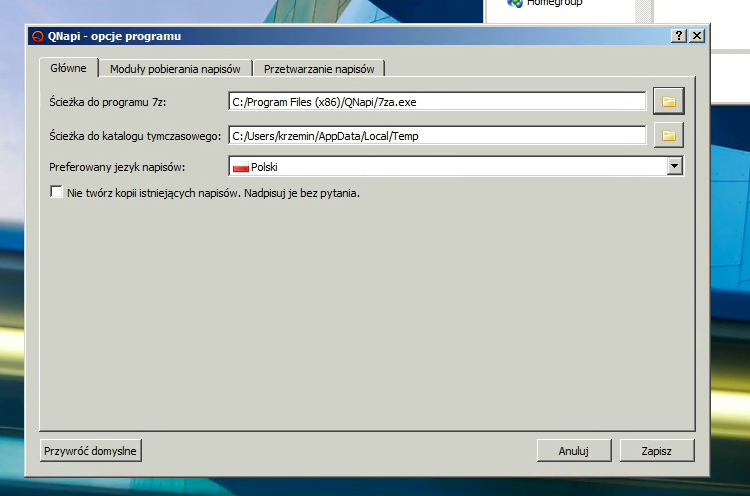 Homegroup
QNapi - opcje programu
Główne Moduły pobierania napisów Przetwarzanie napisów
Ścieżka do programu 7z: C:/Program Files (x86)/QNapi/7za.exe
Ścieżka do katalogu tymczasowego: C:/Users/krzemin/AppData/Local/Temp
Preferowany jezyk napisów: Polski
Nie twórz kopii istniejących napisów. Nadpisuj je bez pytania.
Przywróć domyslne Anuluj Zapisz